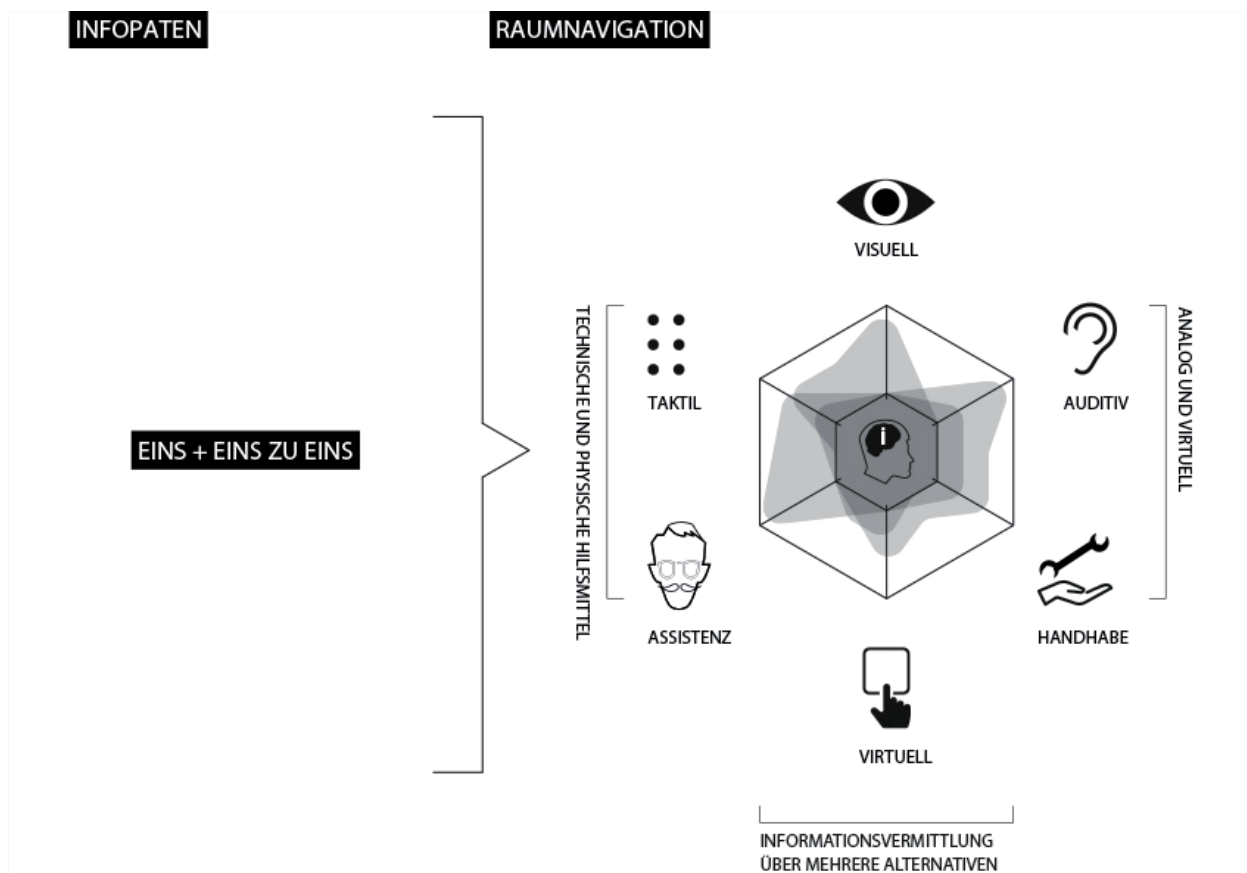 INFOPATEN
RAUMNAVIGATION
EINS + EINS ZU EINS
VISUELL
TECHNISCHE UND PHYSISCHE HILFSMITTEL
TAKTIL
AUDITIV
ANALOG UND VIRTUELL
i
ASSISTENZ
HANDHABE
VIRTUELL
INFORMATIONSVERMITTLUNG
ÜBER MEHRERE ALTERNATIVEN